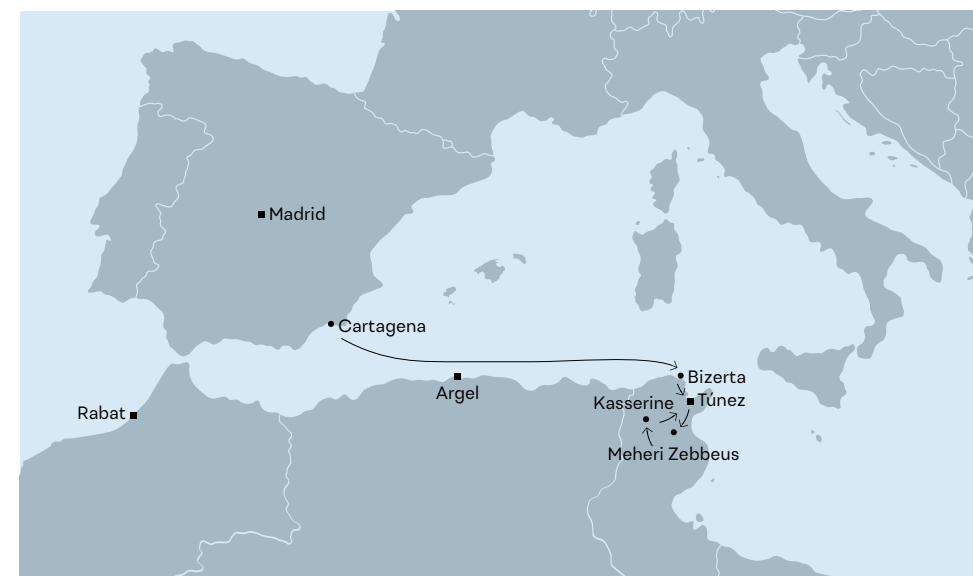 Madrid
Cartagena
Bizerta
Argel
Kasserine
Túnez
Rabat
Meheri Zebbeus